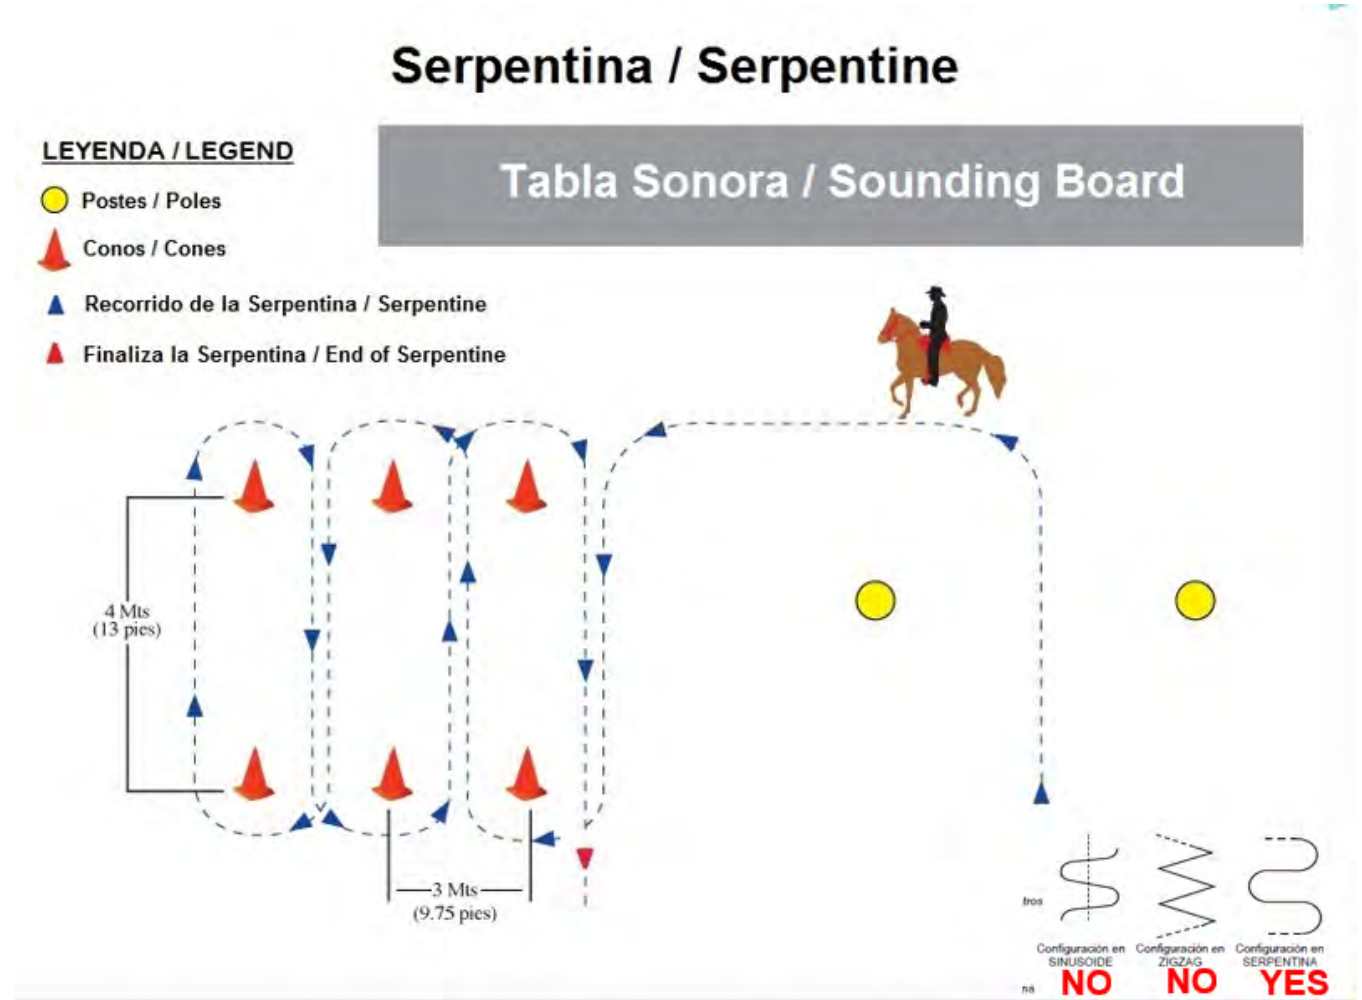 Serpentina / Serpentine
LEYENDA / LEGEND
Tabla Sonora / Sounding Board
Postes / Poles
Conos / Cones
Recorrido de la Serpentina / Serpentine
Finaliza la Serpentina / End of Serpentine
4 Mts
(13 pies)
3 Mts
(9.75 pies)
tros
Configuración en SINUSOIDE
Configuración en ZIGZAG
Configuración en SERPENTINA
na
NO
NO
YES